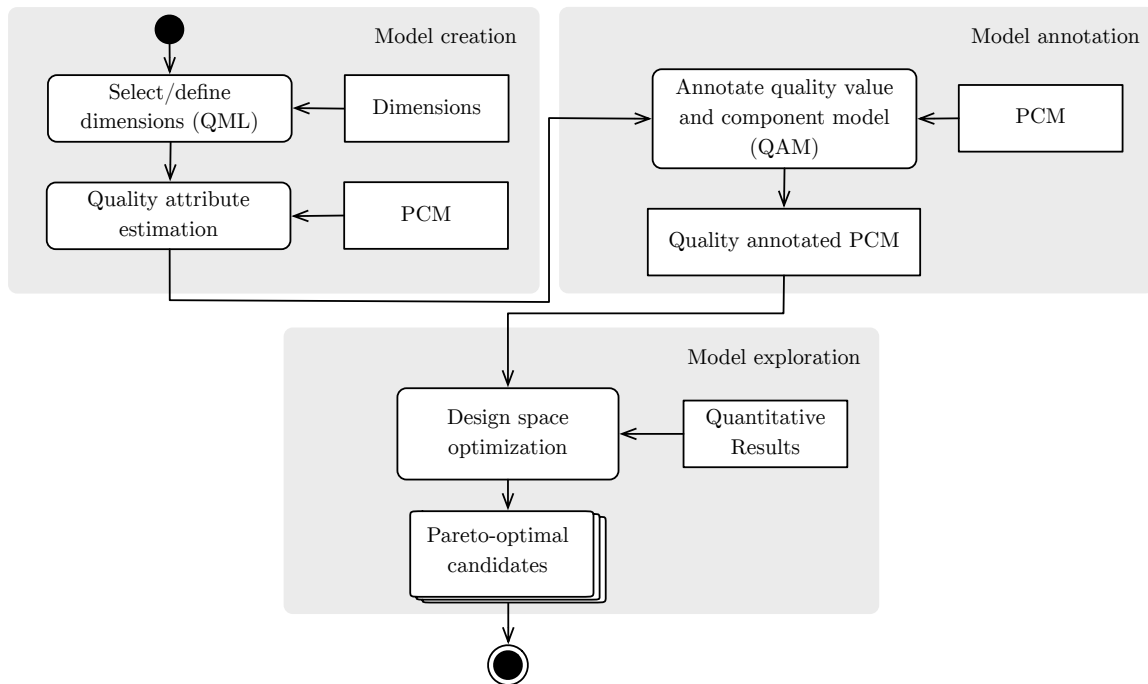 Model creation
Select/define
dimensions (QML)
Dimensions
Quality attribute
estimation
PCM
Model annotation
Annotate quality value
and component model
(QAM)
PCM
Quality annotated PCM
Model exploration
Design space
optimization
Quantitative
Results
Pareto-optimal
candidates